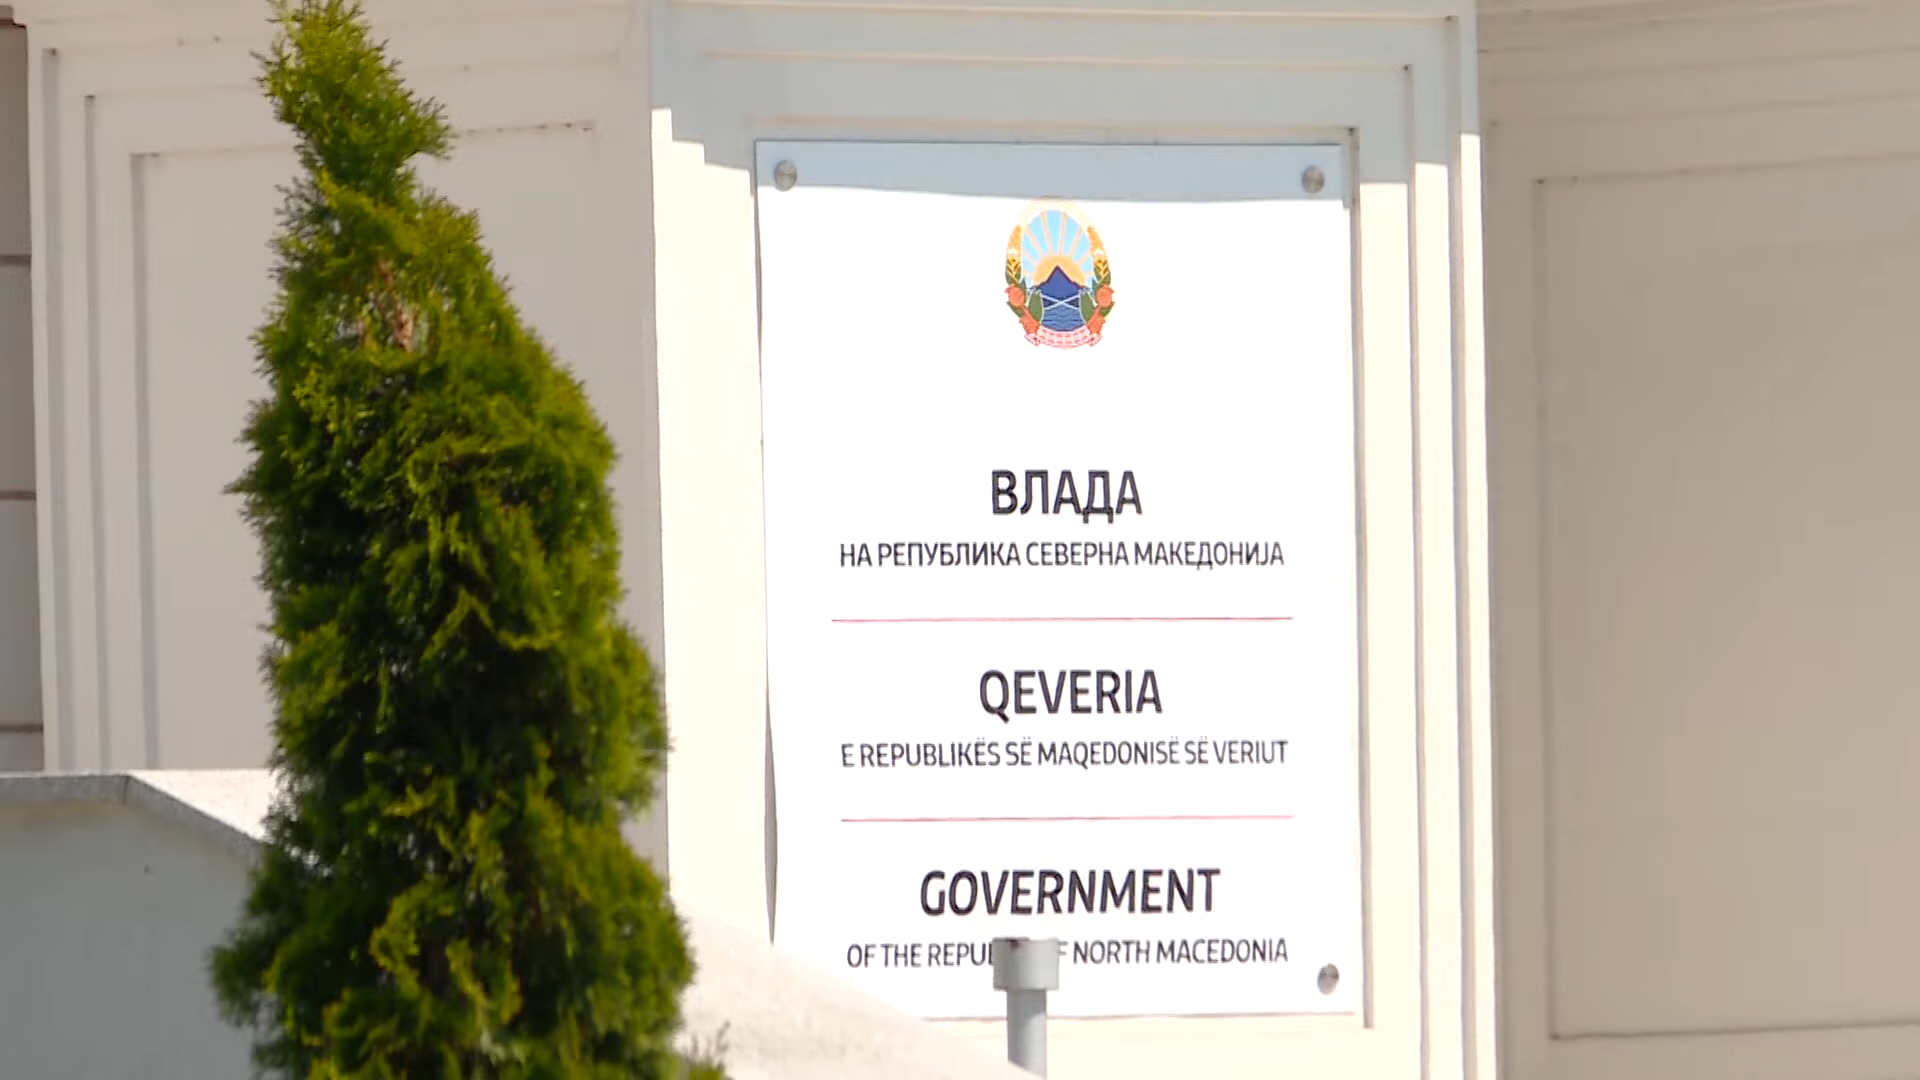 ВЛАДА
НА РЕПУБЛИКА СЕВЕРНА МАКЕДОНИЈА
QEVERIA
E REPUBLIKËS SË MAQEDONISË SË VERIUT
GOVERNMENT
OF THE NORTH MACEDONIA